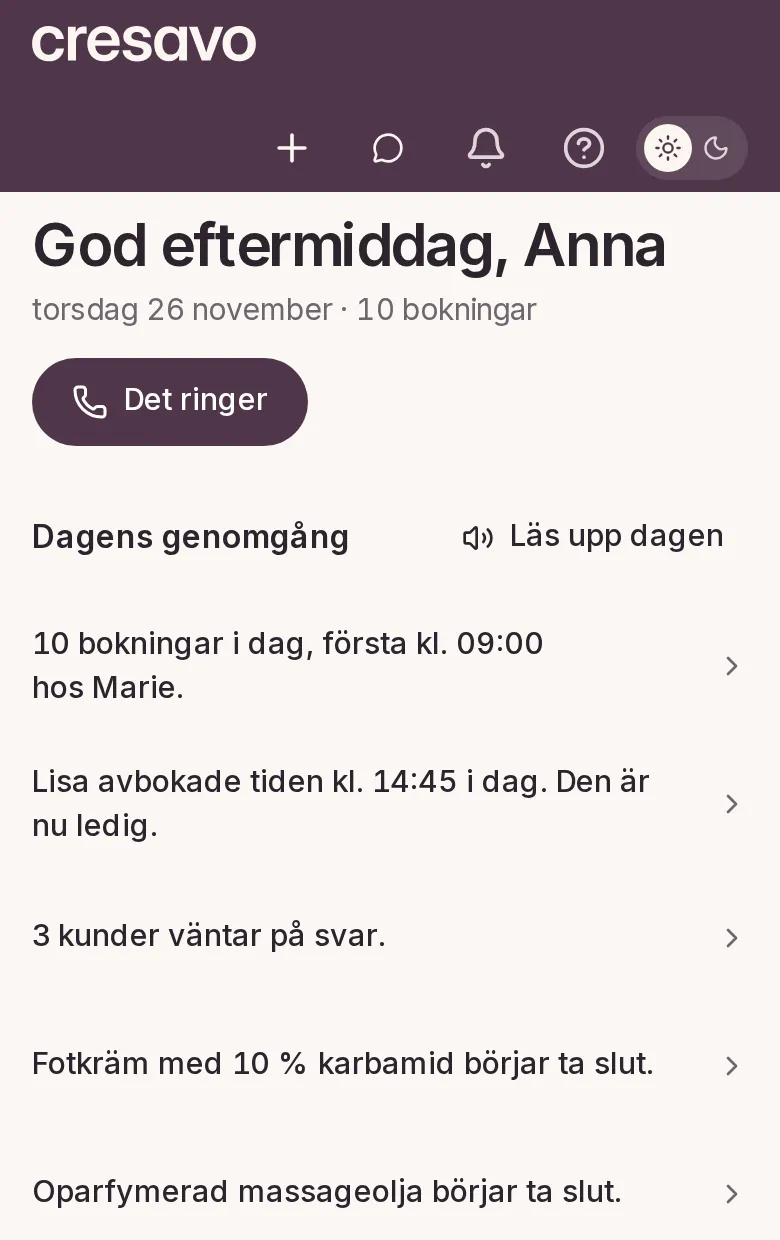 cresavo
God eftermiddag, Anna
torsdag 26 november · 10 bokningar
Det ringer
Dagens genomgång
Läs upp dagen
10 bokningar i dag, första kl. 09:00
hos Marie.
Lisa avbokade tiden kl. 14:45 i dag. Den är
nu ledig.
3 kunder väntar på svar.
Fotkräm med 10 % karbamid börjar ta slut.
Oparfymerad massageolja börjar ta slut.